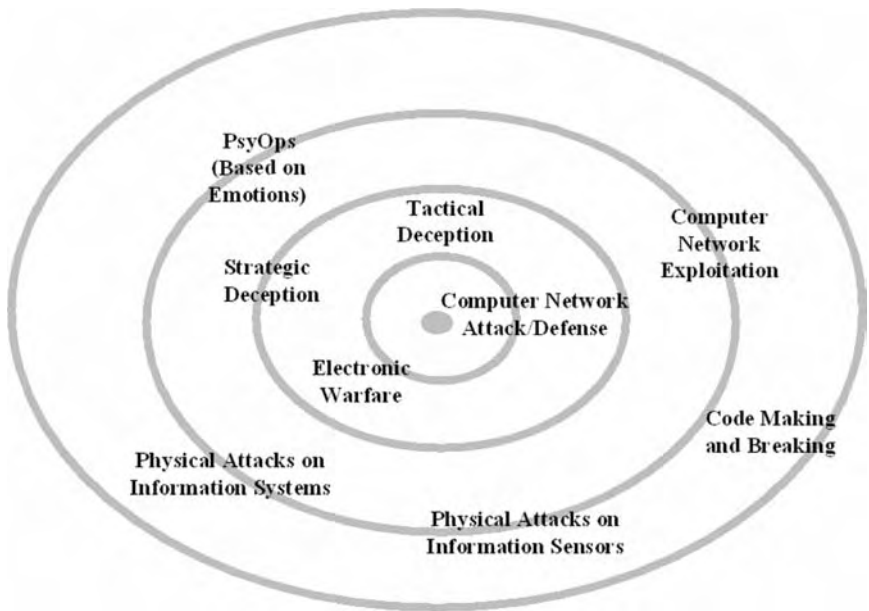 PsyOps
(Based on
Emotions)
Tactical
Deception
Computer
Network
Exploitation
Strategic
Deception
Computer Network
Attack/Defense
Electronic
Warfare
Code Making
and Breaking
Physical Attacks on
Information Systems
Physical Attacks on
Information Sensors